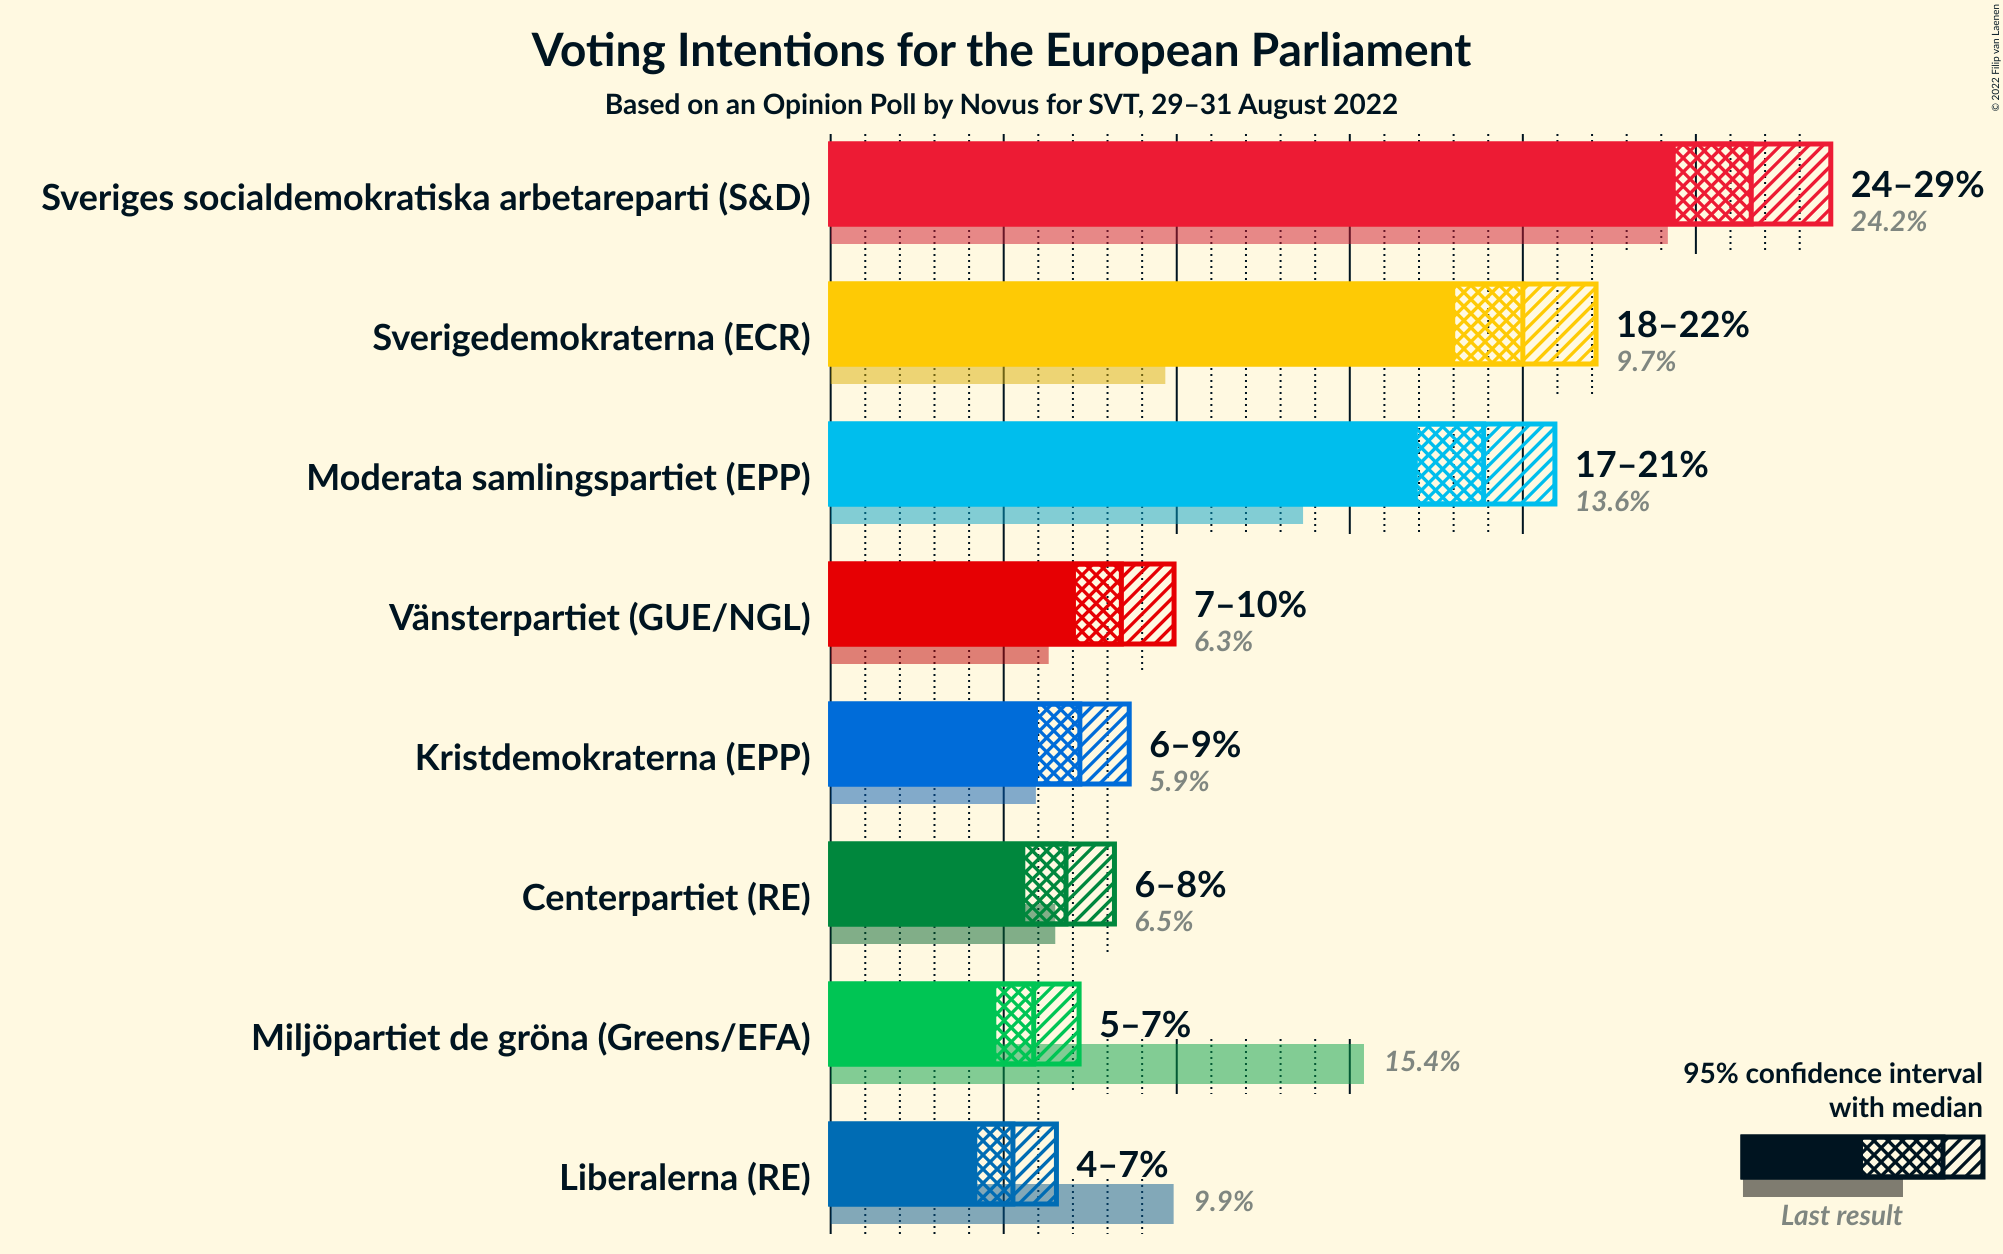 Voting Intentions for the European Parliament
Based on an Opinion Poll by Novus for SVT, 29–31 August 2022
© 2022 Filip van Laenen
Sveriges socialdemokratiska arbetareparti (S&D)
24–29%
24.2%
Sverigedemokraterna (ECR)
18–22%
9.7%
Moderata samlingspartiet (EPP)
17–21%
13.6%
Vänsterpartiet (GUE/NGL)
7–10%
6.3%
Kristdemokraterna (EPP)
6–9%
5.9%
Centerpartiet (RE)
6–8%
6.5%
Miljöpartiet de gröna (Greens/EFA)
5–7%
15.4%
Liberalerna (RE)
4–7%
9.9%
95% confidence interval
with median
Last result